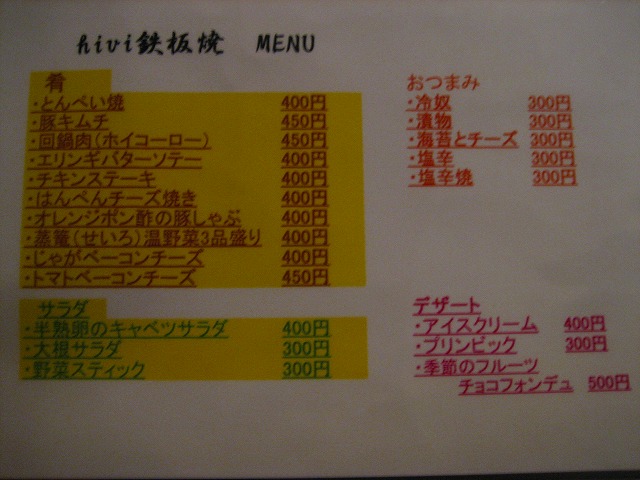 hivi鉄板焼 MENU
肴
・とんぺい焼 400円
・豚キムチ 450円
・回鍋肉(ホイコーロー) 450円
・エリンギバターソテー 400円
・チキンステーキ 400円
・はんぺんチーズ焼き 400円
・オレンジポン酢の豚しゃぶ 400円
・蒸篭(せいろ)温野菜3品盛り 400円
・じゃがベーコンチーズ 400円
・トマトベーコンチーズ 450円
サラダ
・半熟卵のキャベツサラダ 400円
・大根サラダ 300円
・野菜スティック 300円
おつまみ
・冷奴 300円
・漬物 300円
・海苔とチーズ 300円
・塩辛 300円
・塩辛焼 300円
デザート
・アイスクリーム 400円
・プリンピック 300円
・季節のフルーツ
チョコフォンデュ 500円